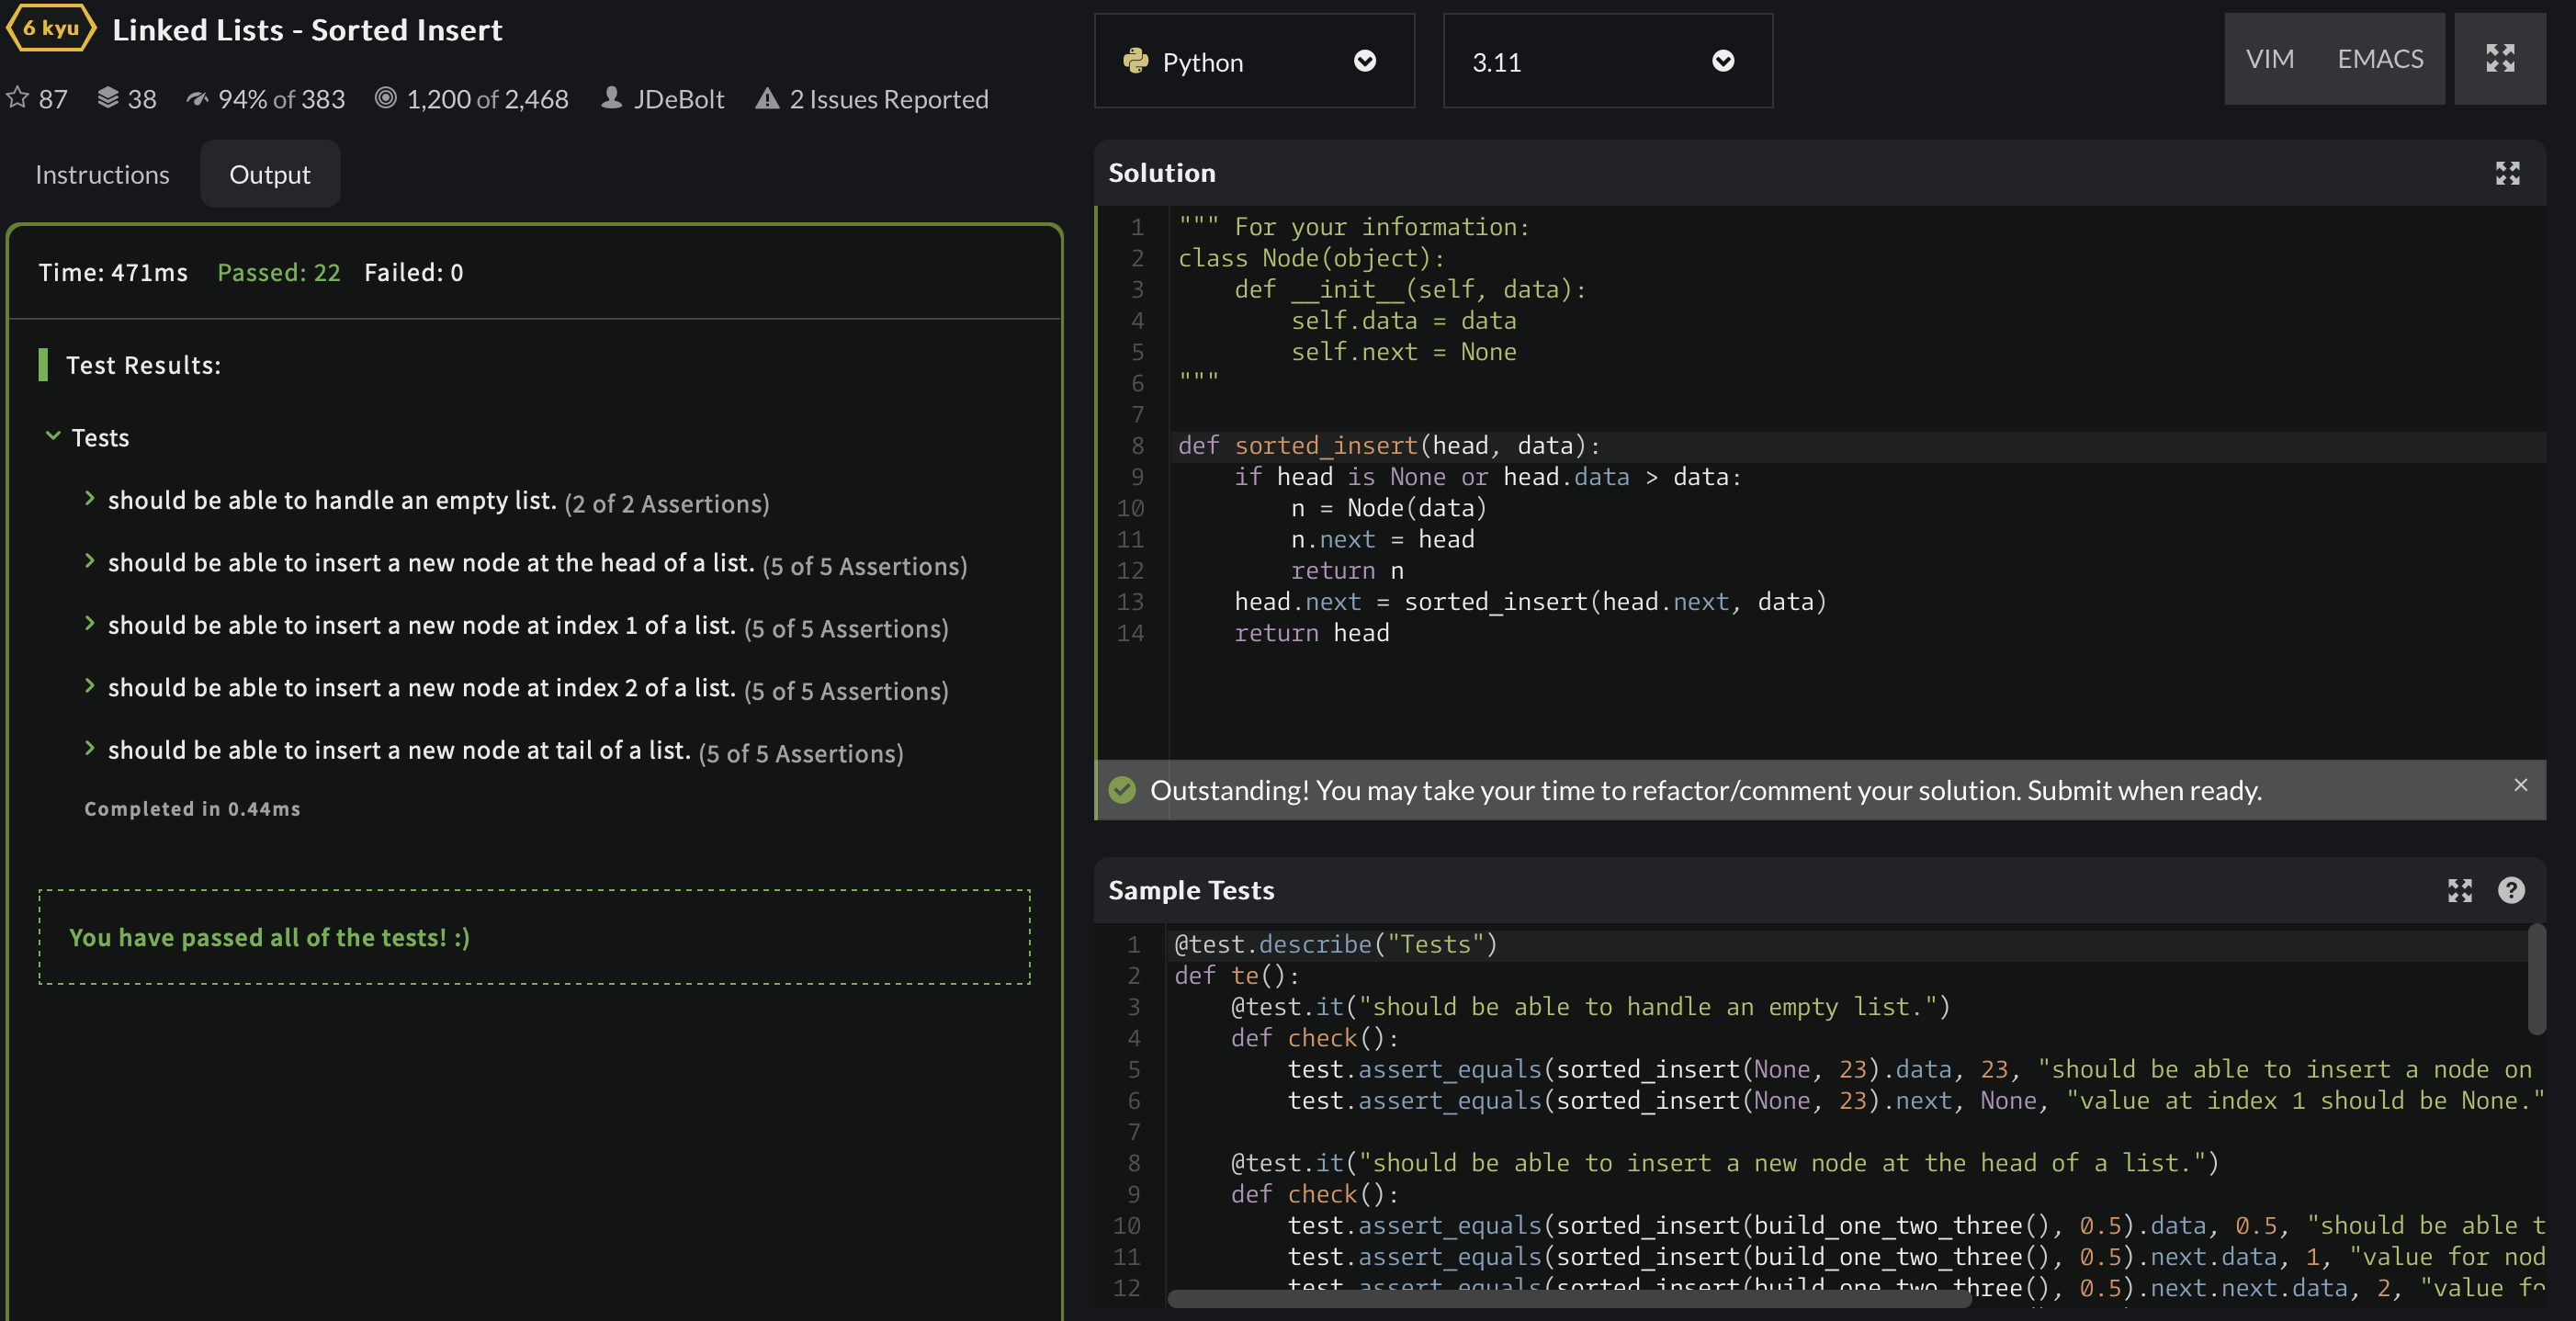 6 kyu Linked Lists - Sorted Insert
87 38 94% of 383 1,200 of 2,468 JDeBolt 2 Issues Reported
Instructions Output
Time: 471ms Passed: 22 Failed: 0
Test Results:
Tests
should be able to handle an empty list. (2 of 2 Assertions)
should be able to insert a new node at the head of a list. (5 of 5 Assertions)
should be able to insert a new node at index 1 of a list. (5 of 5 Assertions)
should be able to insert a new node at index 2 of a list. (5 of 5 Assertions)
should be able to insert a new node at tail of a list. (5 of 5 Assertions)
Completed in 0.44ms
You have passed all of the tests! :)
Python 3.11 VIM EMACS
Solution
1 """ For your information:
2 class Node(object):
3     def __init__(self, data):
4         self.data = data
5         self.next = None
6 """
7
8 def sorted_insert(head, data):
9     if head is None or head.data > data:
10         n = Node(data)
11         n.next = head
12         return n
13     head.next = sorted_insert(head.next, data)
14     return head
Outstanding! You may take your time to refactor/comment your solution. Submit when ready.
Sample Tests
1 @test.describe("Tests")
2 def te():
3     @test.it("should be able to handle an empty list.")
4     def check():
5         test.assert_equals(sorted_insert(None, 23).data, 23, "should be able to insert a node on
6         test.assert_equals(sorted_insert(None, 23).next, None, "value at index 1 should be None."
7
8     @test.it("should be able to insert a new node at the head of a list.")
9     def check():
10         test.assert_equals(sorted_insert(build_one_two_three(), 0.5).data, 0.5, "should be able t
11         test.assert_equals(sorted_insert(build_one_two_three(), 0.5).next.data, 1, "value for nod
12         test.assert_equals(sorted_insert(build_one_two_three(), 0.5).next.next.data, 2, "value fo